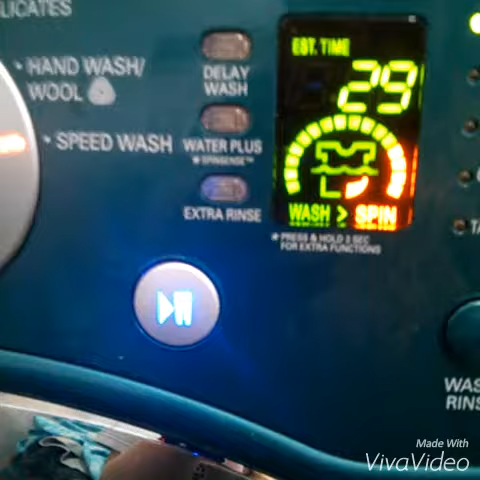 LICATES
• HAND WASH/
WOOL
• SPEED WASH
DELAY
WASH
WATER PLUS
* SPINSENSE™
EXTRA RINSE
EST. TIME
29
WASH > SPIN
* PRESS & HOLD 3 SEC
FOR EXTRA FUNCTIONS
WAS
RINS
Made With
VivaVideo